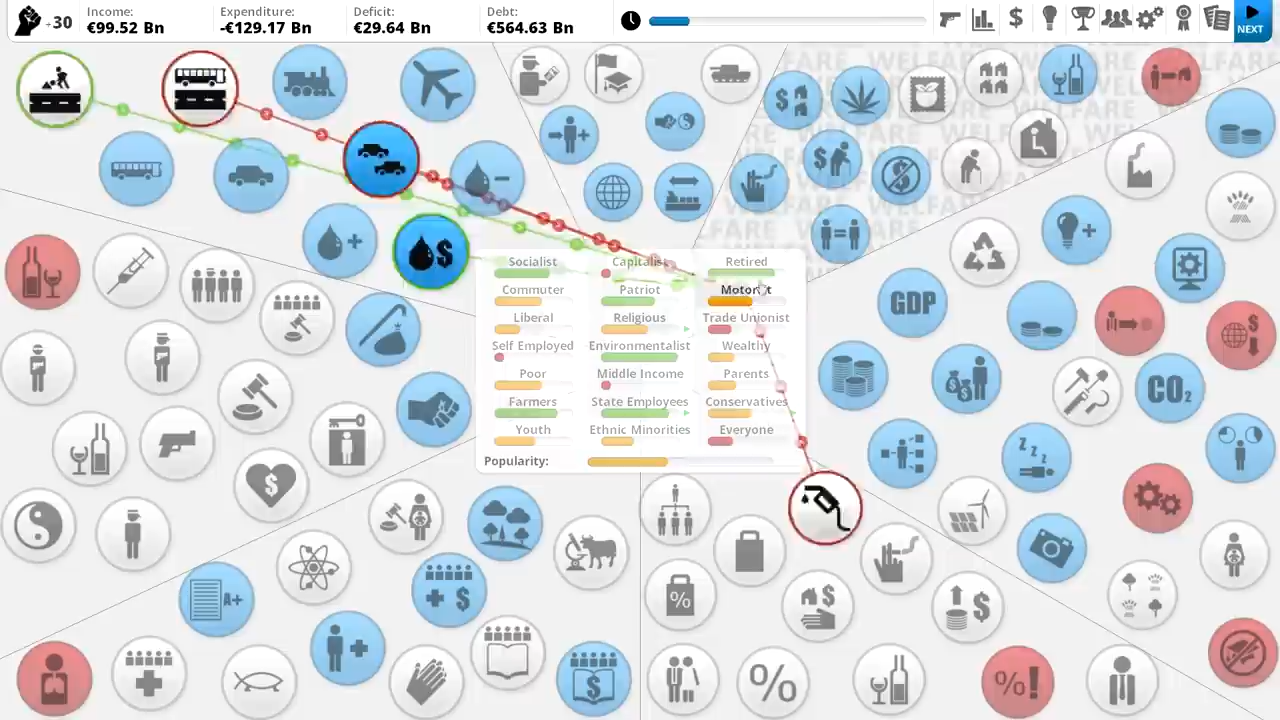 +30
Income:
€99.52 Bn
Expenditure:
-€129.17 Bn
Deficit:
€29.64 Bn
Debt:
€564.63 Bn
NEXT
WELFARE WELFARE
Socialist
Capitalist
Retired
Commuter
Patriot
Motorist
Liberal
Religious
Trade Unionist
Self Employed
Environmentalist
Wealthy
Poor
Middle Income
Parents
Farmers
State Employees
Conservatives
Youth
Ethnic Minorities
Everyone
Popularity:
GDP
CO₂
A+
%
%
%!